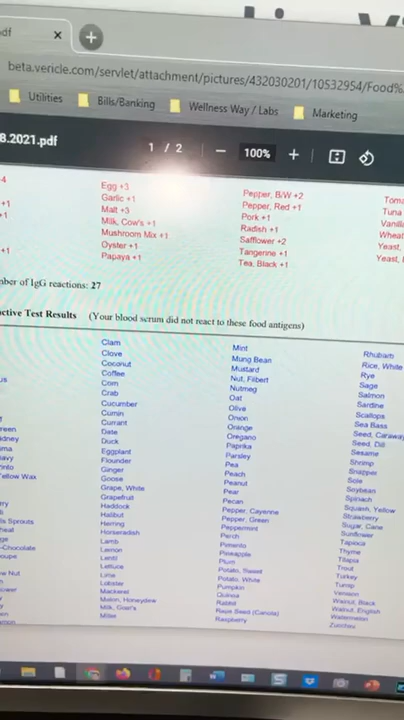 df × +
beta.vericle.com/servlet/attachment/pictures/432030201/10532954/Food%
Utilities Bills/Banking Wellness Way / Labs Marketing
8.2021.pdf 1 / 2 − 100% +
Egg +3
Garlic +1
Malt +3
Milk, Cow's +1
Mushroom Mix +1
Oyster +1
Papaya +1
Pepper, B/W +2
Pepper, Red +1
Pork +1
Radish +1
Safflower +2
Tangerine +1
Tea, Black +1
Tuna
Wheat
Yeast,
Yeast,
mber of IgG reactions: 27
active Test Results (Your blood serum did not react to these food antigens)
Clam
Clove
Coconut
Coffee
Corn
Crab
Cucumber
Cumin
Currant
Date
Duck
Eggplant
Flounder
Ginger
Goose
Grape, White
Grapefruit
Haddock
Halibut
Herring
Horseradish
Lamb
Lemon
Lentil
Lettuce
Lime
Lobster
Mackerel
Melon, Honeydew
Milk, Goat's
Millet
Mint
Mung Bean
Mustard
Nut, Filbert
Nutmeg
Oat
Olive
Onion
Orange
Oregano
Paprika
Parsley
Pea
Peach
Peanut
Pear
Pecan
Pepper, Cayenne
Pepper, Green
Peppermint
Perch
Pimento
Pineapple
Plum
Potato, Sweet
Potato, White
Pumpkin
Quinoa
Rabbit
Rape Seed (Canola)
Raspberry
Rhubarb
Rice, White
Rye
Sage
Salmon
Sardine
Scallops
Sea Bass
Seed, Caraway
Seed, Dill
Sesame
Shrimp
Snapper
Sole
Soybean
Spinach
Squash, Yellow
Strawberry
Sugar, Cane
Sunflower
Tapioca
Thyme
Tilapia
Trout
Turkey
Turnip
Venison
Walnut, Black
Walnut, English
Watermelon
Zucchini